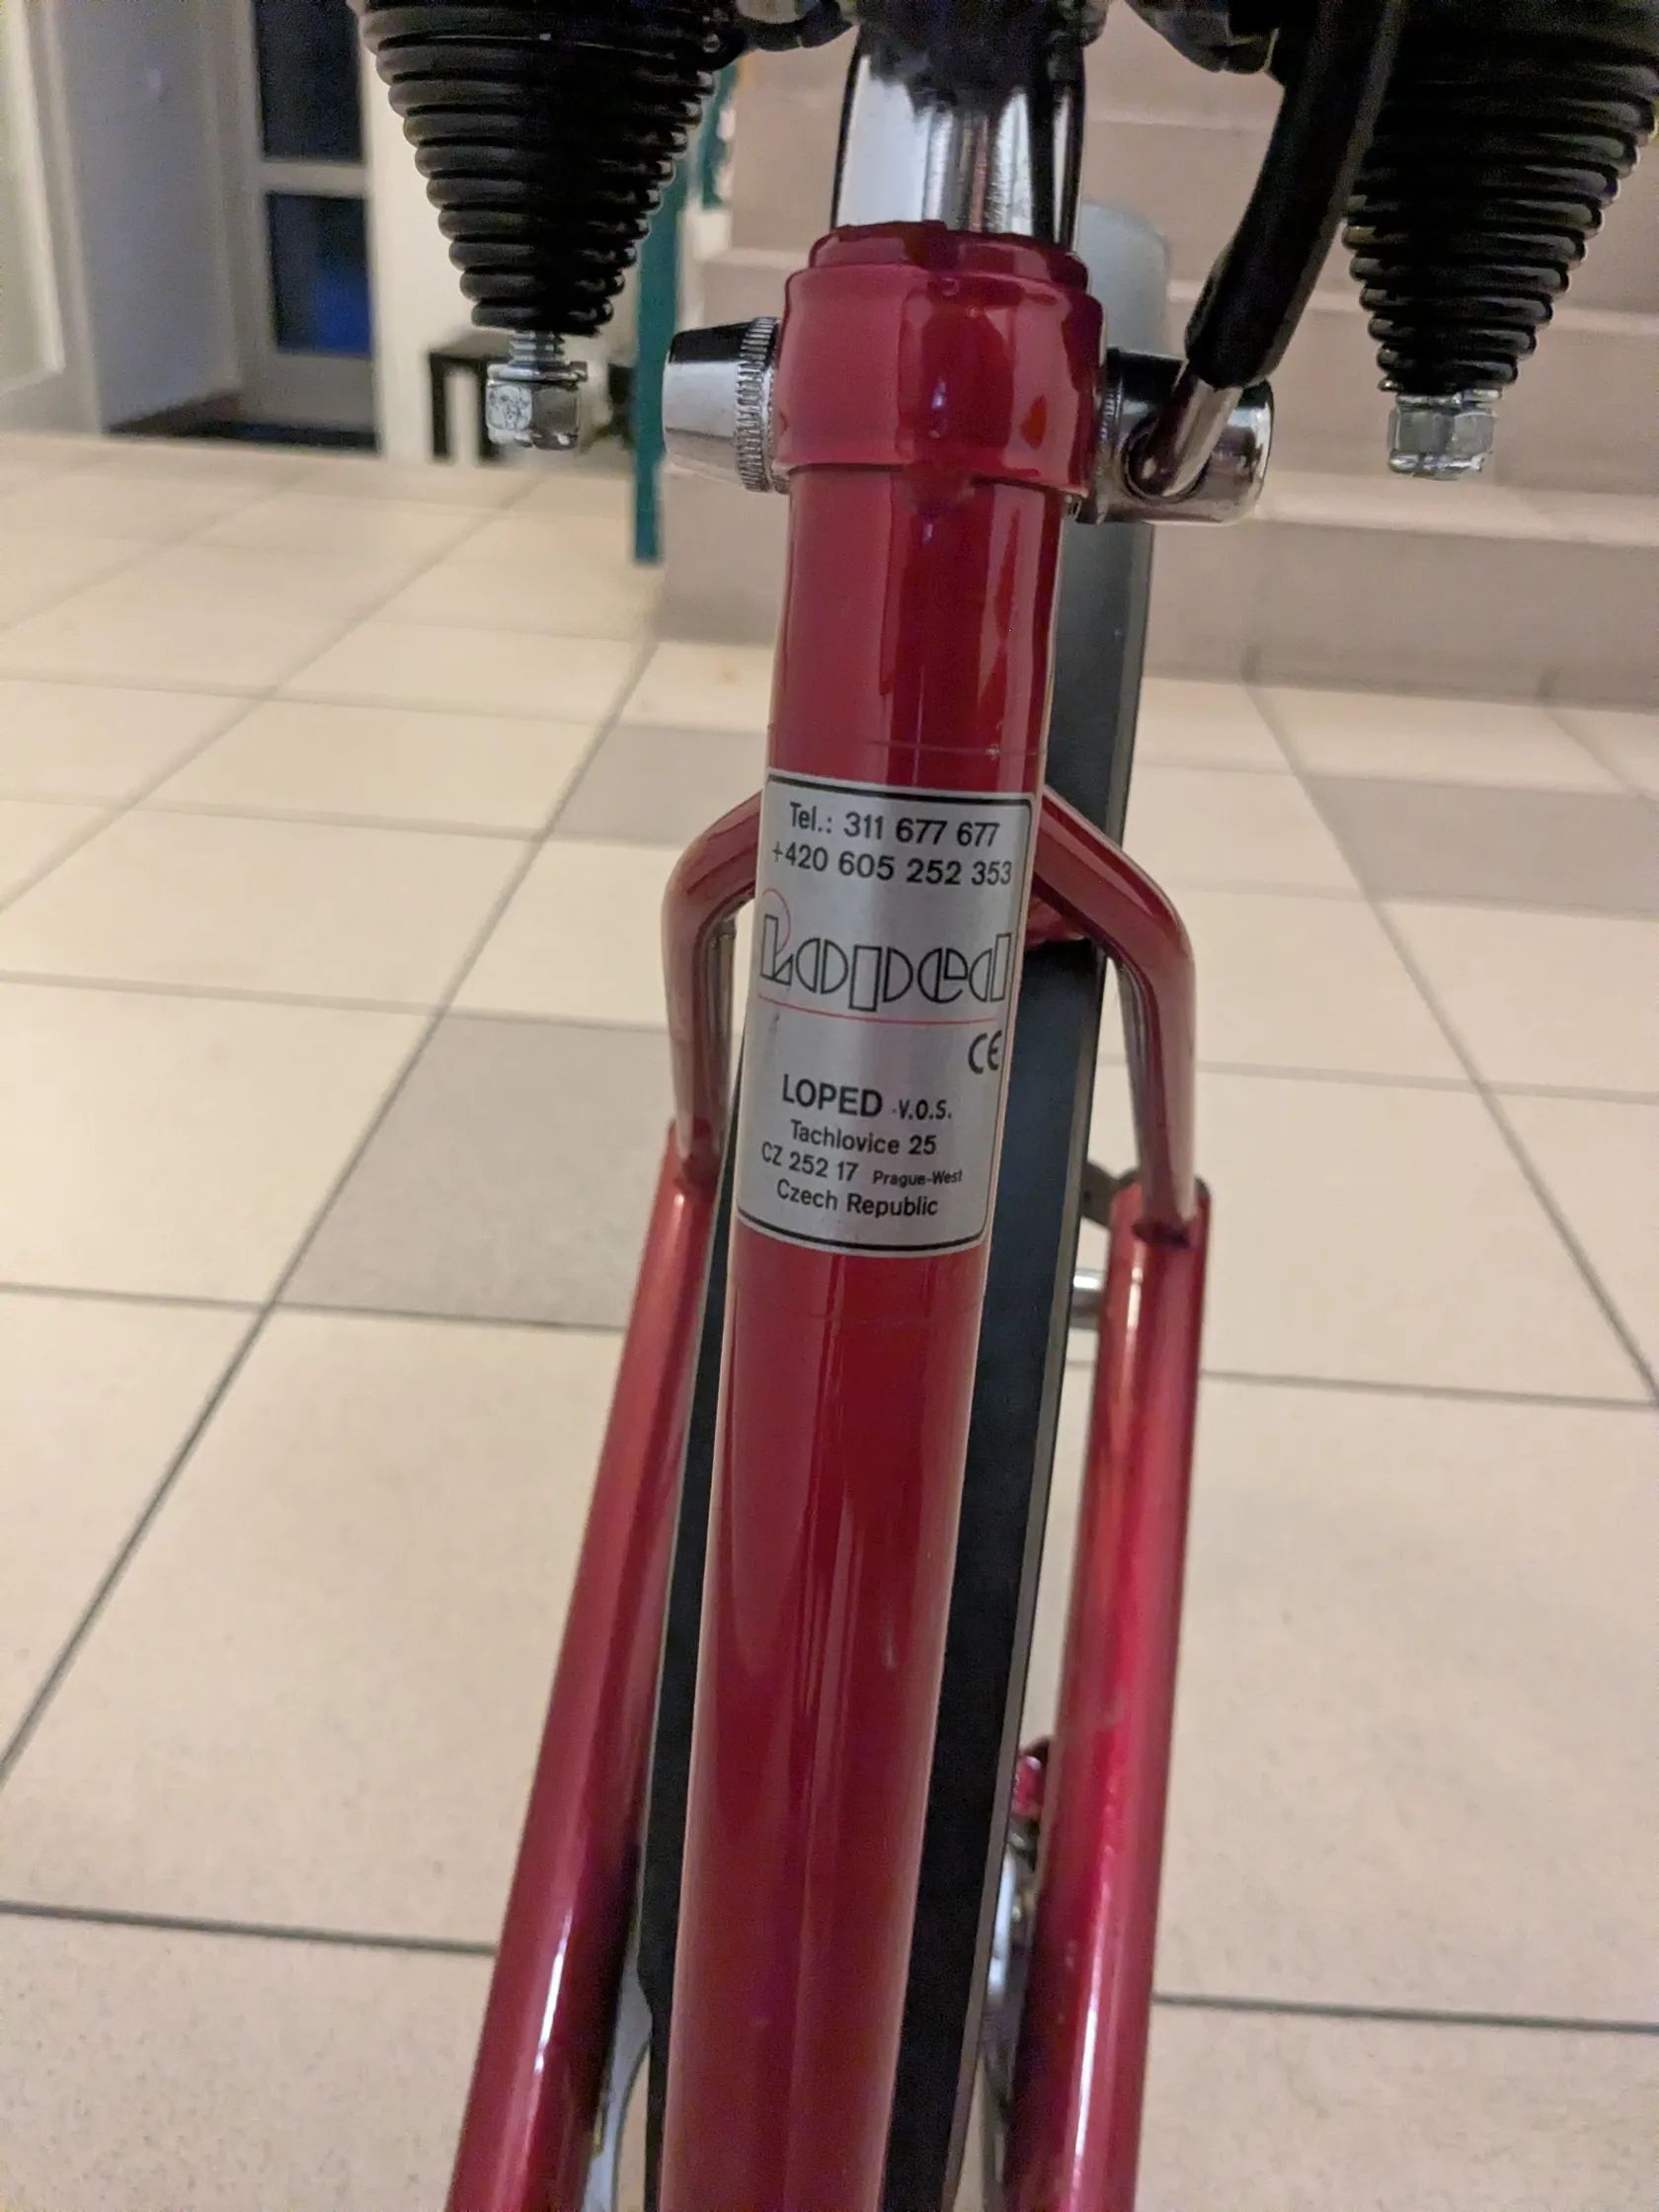 Tel.: 311 677 677
+420 605 252 353
Loped
CE
LOPED -V.O.S.
Tachlovice 25
CZ 252 17 Prague-West
Czech Republic